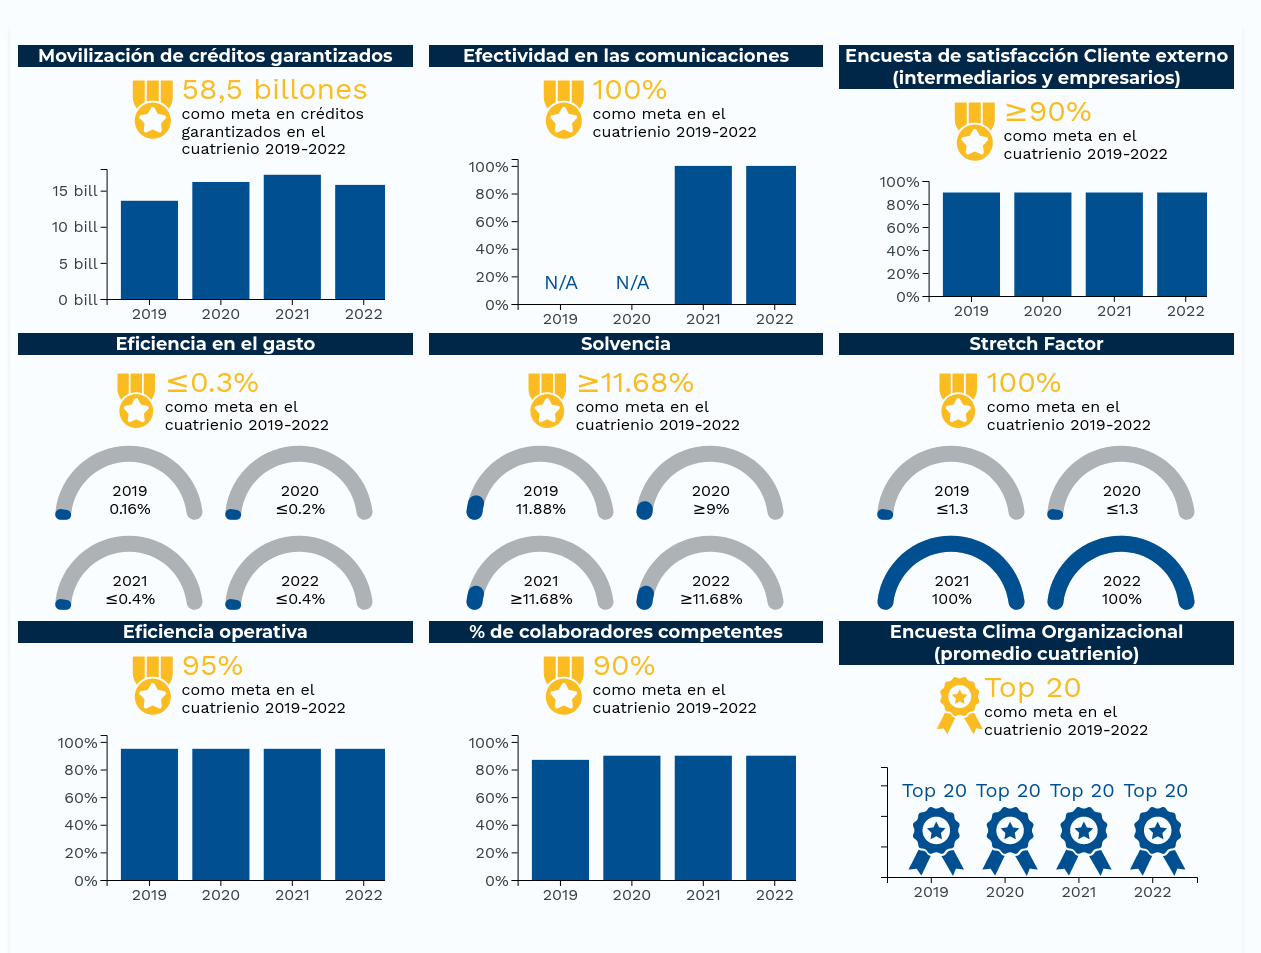 Movilización de créditos garantizados
58,5 billones
como meta en créditos
garantizados en el
cuatrienio 2019-2022
15 bill
10 bill
5 bill
0 bill
2019 2020 2021 2022
Efectividad en las comunicaciones
100%
como meta en el
cuatrienio 2019-2022
100%
80%
60%
40%
20%
0%
N/A N/A
2019 2020 2021 2022
Encuesta de satisfacción Cliente externo
(intermediarios y empresarios)
≥90%
como meta en el
cuatrienio 2019-2022
100%
80%
60%
40%
20%
0%
2019 2020 2021 2022
Eficiencia en el gasto
≤0.3%
como meta en el
cuatrienio 2019-2022
2019
0.16%
2020
≤0.2%
2021
≤0.4%
2022
≤0.4%
Solvencia
≥11.68%
como meta en el
cuatrienio 2019-2022
2019
11.88%
2020
≥9%
2021
≥11.68%
2022
≥11.68%
Stretch Factor
100%
como meta en el
cuatrienio 2019-2022
2019
≤1.3
2020
≤1.3
2021
100%
2022
100%
Eficiencia operativa
95%
como meta en el
cuatrienio 2019-2022
100%
80%
60%
40%
20%
0%
2019 2020 2021 2022
% de colaboradores competentes
90%
como meta en el
cuatrienio 2019-2022
100%
80%
60%
40%
20%
0%
2019 2020 2021 2022
Encuesta Clima Organizacional
(promedio cuatrienio)
Top 20
como meta en el
cuatrienio 2019-2022
Top 20 Top 20 Top 20 Top 20
2019 2020 2021 2022